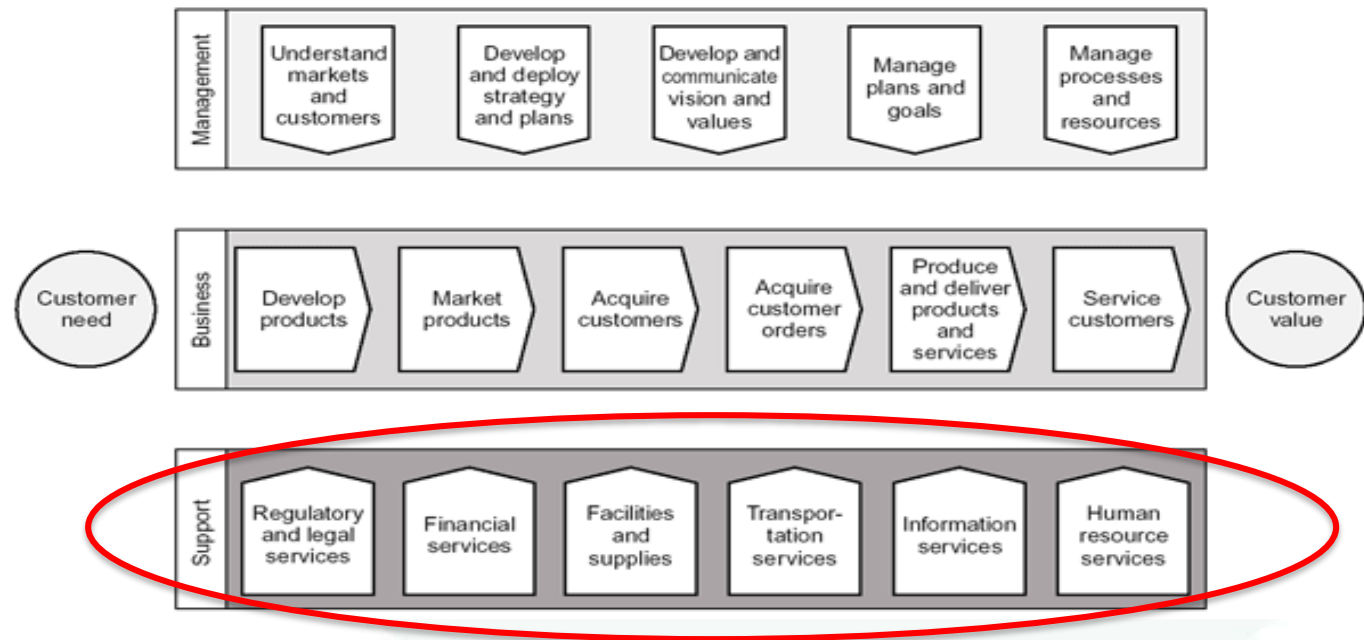 Management
Understand
markets
and
customers
Develop
and deploy
strategy
and plans
Develop and
communicate
vision and
values
Manage
plans and
goals
Manage
processes
and
resources
Customer
need
Business
Develop
products
Market
products
Acquire
customers
Acquire
customer
orders
Produce
and deliver
products
and
services
Service
customers
Customer
value
Support
Regulatory
and legal
services
Financial
services
Facilities
and
supplies
Transpor-
tation
services
Information
services
Human
resource
services